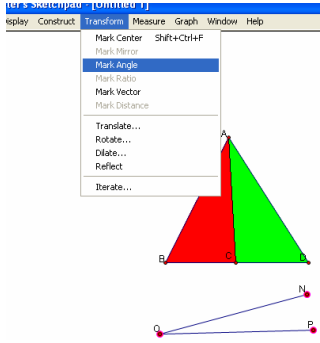 ter's Sketchpad - [Untitled 1]
isplay Construct Transform Measure Graph Window Help
Mark Center Shift+Ctrl+F
Mark Mirror
Mark Angle
Mark Ratio
Mark Vector
Mark Distance
Translate...
Rotate...
Dilate...
Reflect
Iterate...
A
B C D
N
O P